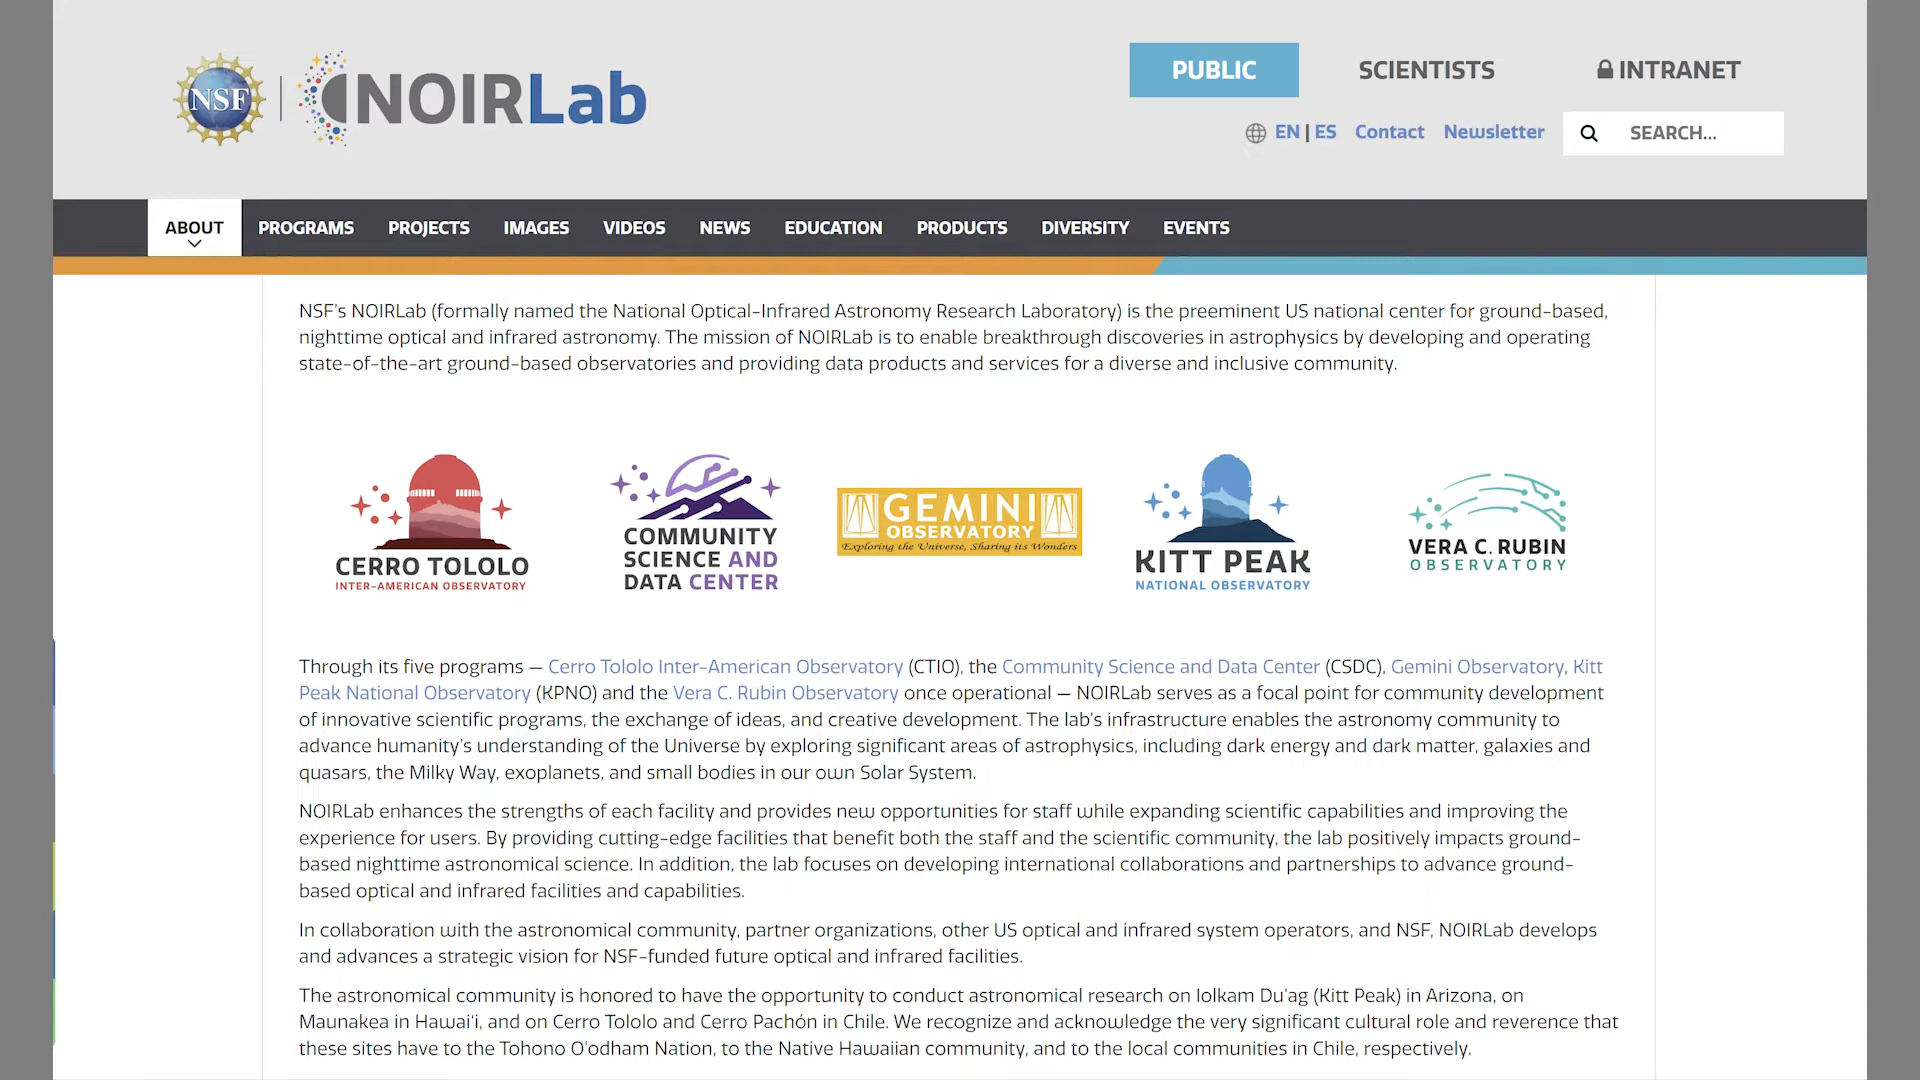 NSF
NOIRLab
PUBLIC
SCIENTISTS
INTRANET
EN | ES
Contact
Newsletter
SEARCH...
ABOUT
PROGRAMS
PROJECTS
IMAGES
VIDEOS
NEWS
EDUCATION
PRODUCTS
DIVERSITY
EVENTS
NSF's NOIRLab (formally named the National Optical-Infrared Astronomy Research Laboratory) is the preeminent US national center for ground-based,
nighttime optical and infrared astronomy. The mission of NOIRLab is to enable breakthrough discoveries in astrophysics by developing and operating
state-of-the-art ground-based observatories and providing data products and services for a diverse and inclusive community.
CERRO TOLOLO
INTER-AMERICAN OBSERVATORY
COMMUNITY
SCIENCE AND
DATA CENTER
GEMINI
OBSERVATORY
Exploring the Universe, Sharing its Wonders
KITT PEAK
NATIONAL OBSERVATORY
VERA C. RUBIN
OBSERVATORY
Through its five programs — Cerro Tololo Inter-American Observatory (CTIO), the Community Science and Data Center (CSDC), Gemini Observatory, Kitt
Peak National Observatory (KPNO) and the Vera C. Rubin Observatory once operational — NOIRLab serves as a focal point for community development
of innovative scientific programs, the exchange of ideas, and creative development. The lab's infrastructure enables the astronomy community to
advance humanity's understanding of the Universe by exploring significant areas of astrophysics, including dark energy and dark matter, galaxies and
quasars, the Milky Way, exoplanets, and small bodies in our own Solar System.
NOIRLab enhances the strengths of each facility and provides new opportunities for staff while expanding scientific capabilities and improving the
experience for users. By providing cutting-edge facilities that benefit both the staff and the scientific community, the lab positively impacts ground-
based nighttime astronomical science. In addition, the lab focuses on developing international collaborations and partnerships to advance ground-
based optical and infrared facilities and capabilities.
In collaboration with the astronomical community, partner organizations, other US optical and infrared system operators, and NSF, NOIRLab develops
and advances a strategic vision for NSF-funded future optical and infrared facilities.
The astronomical community is honored to have the opportunity to conduct astronomical research on Iolkam Du'ag (Kitt Peak) in Arizona, on
Maunakea in Hawai'i, and on Cerro Tololo and Cerro Pachón in Chile. We recognize and acknowledge the very significant cultural role and reverence that
these sites have to the Tohono O'odham Nation, to the Native Hawaiian community, and to the local communities in Chile, respectively.